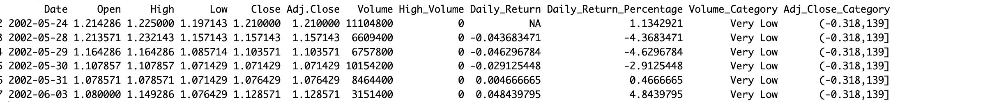 Date Open High Low Close Adj.Close Volume High_Volume Daily_Return Daily_Return_Percentage Volume_Category Adj_Close_Category
2 2002-05-24 1.214286 1.225000 1.197143 1.210000 1.210000 11104800 0 NA 1.1342921 Very Low (-0.318,139]
3 2002-05-28 1.213571 1.232143 1.157143 1.157143 1.157143 6609400 0 -0.043683471 -4.3683471 Very Low (-0.318,139]
4 2002-05-29 1.164286 1.164286 1.085714 1.103571 1.103571 6757800 0 -0.046296784 -4.6296784 Very Low (-0.318,139]
5 2002-05-30 1.107857 1.107857 1.071429 1.071429 1.071429 10154200 0 -0.029125448 -2.9125448 Very Low (-0.318,139]
6 2002-05-31 1.078571 1.078571 1.071429 1.076429 1.076429 8464400 0 0.004666665 0.4666665 Very Low (-0.318,139]
7 2002-06-03 1.080000 1.149286 1.076429 1.128571 1.128571 3151400 0 0.048439795 4.8439795 Very Low (-0.318,139]